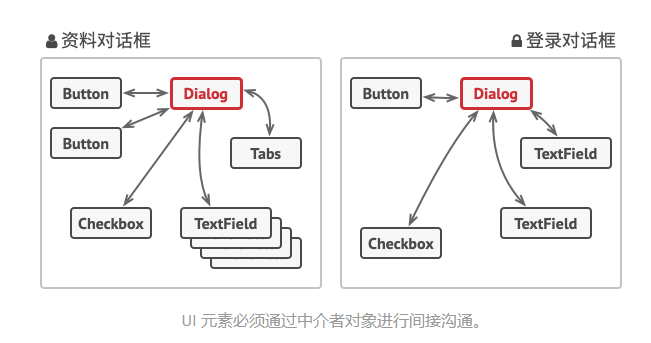 资料对话框
登录对话框
Button
Dialog
Button
Tabs
Checkbox
TextField
Button
Dialog
TextField
TextField
Checkbox
UI 元素必须通过中介者对象进行间接沟通。